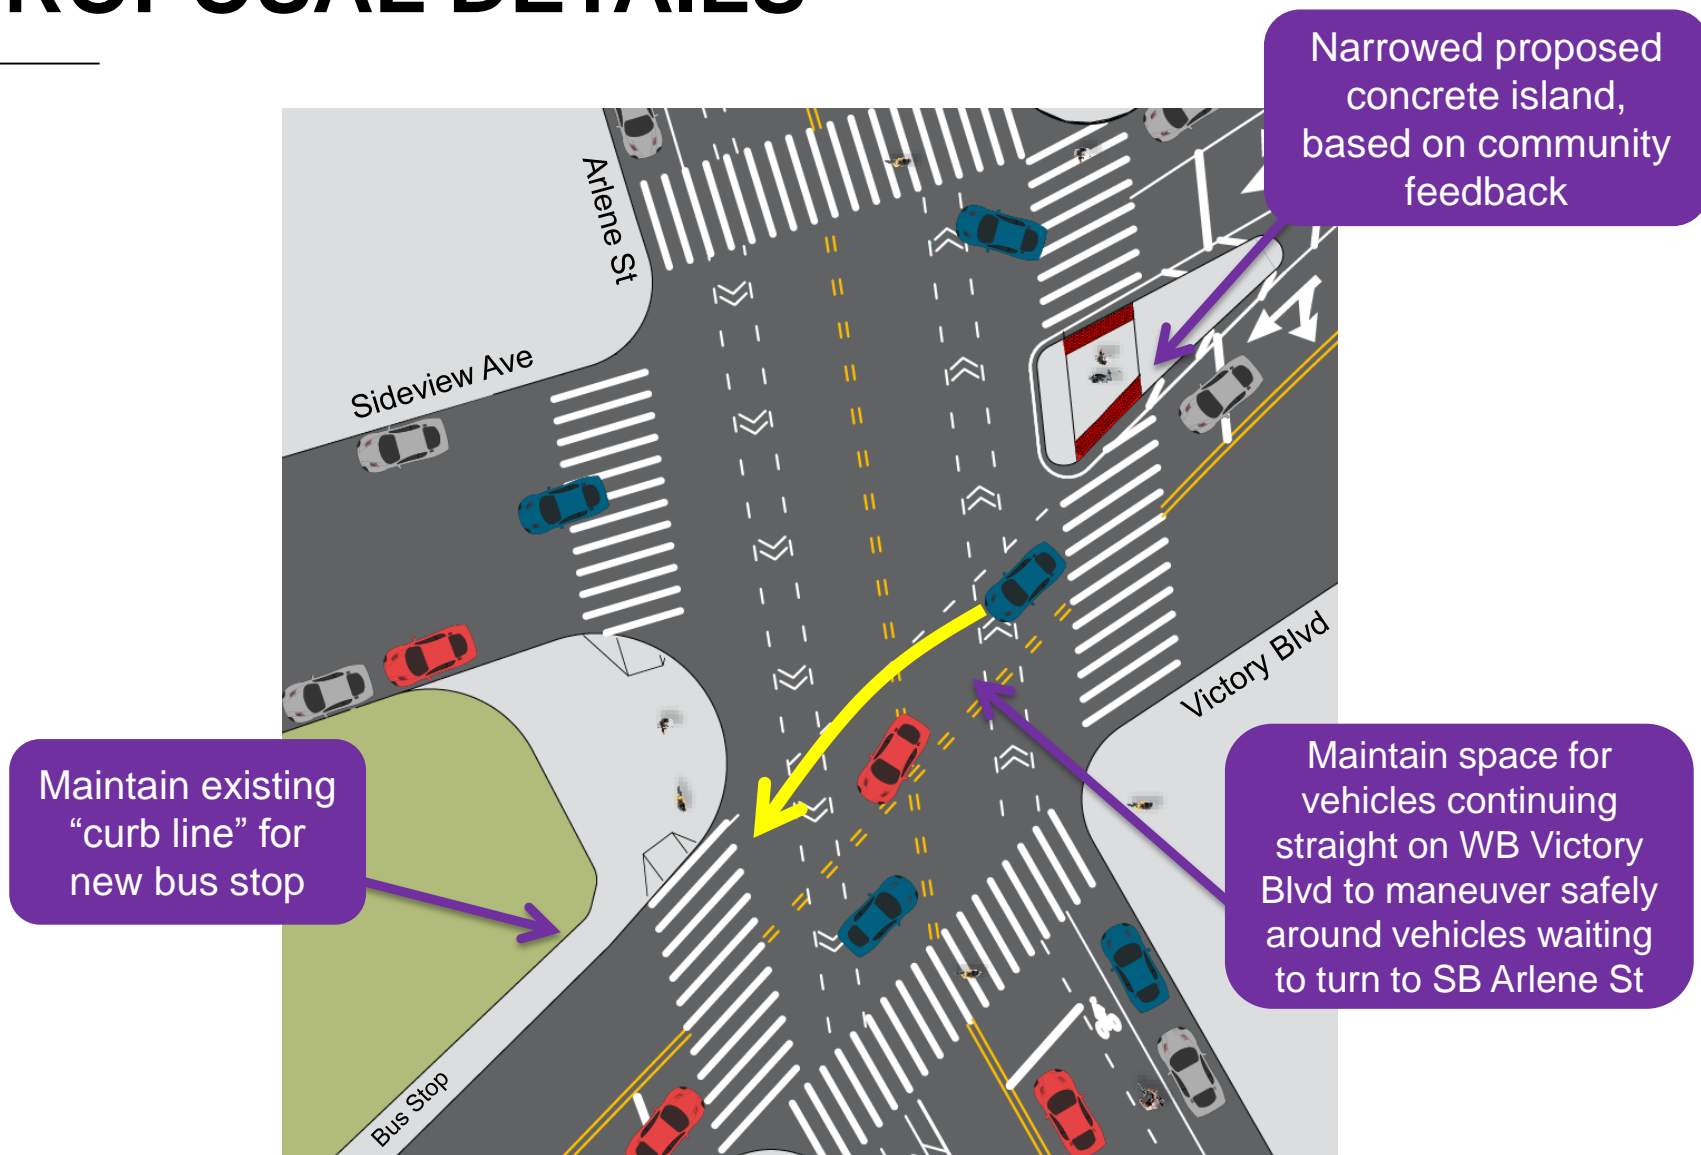 ROPOSAL DETAILS
Narrowed proposed
concrete island,
based on community
feedback
Arlene St
Sideview Ave
Victory Blvd
Maintain existing
“curb line” for
new bus stop
Maintain space for
vehicles continuing
straight on WB Victory
Blvd to maneuver safely
around vehicles waiting
to turn to SB Arlene St
Bus Stop